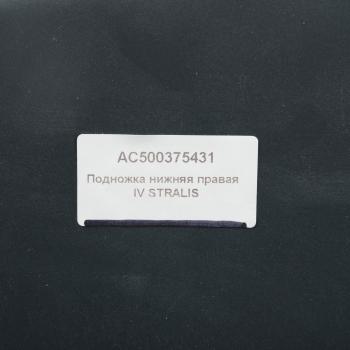 AC500375431
Подножка нижняя правая
IV STRALIS